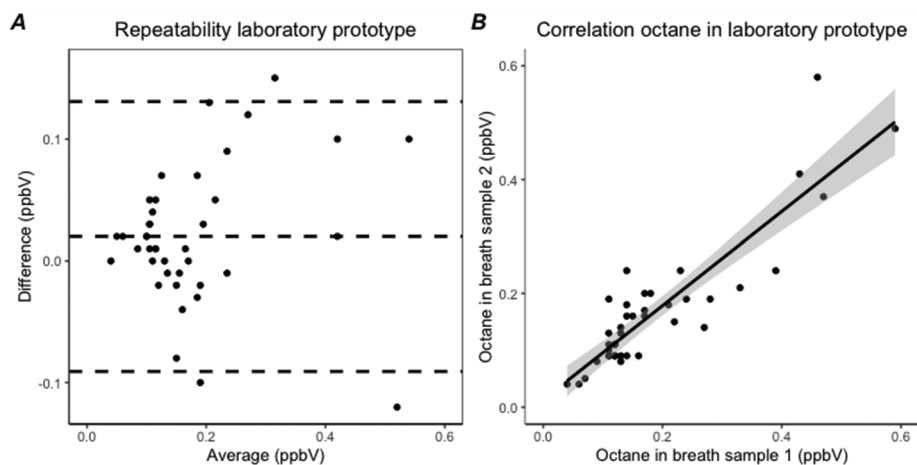 A
Repeatability laboratory prototype
Difference (ppbV)
0.1
0.0
-0.1
0.0
0.2
0.4
0.6
Average (ppbV)
B
Correlation octane in laboratory prototype
Octane in breath sample 2 (ppbV)
0.6
0.4
0.2
0.0
0.0
0.2
0.4
0.6
Octane in breath sample 1 (ppbV)